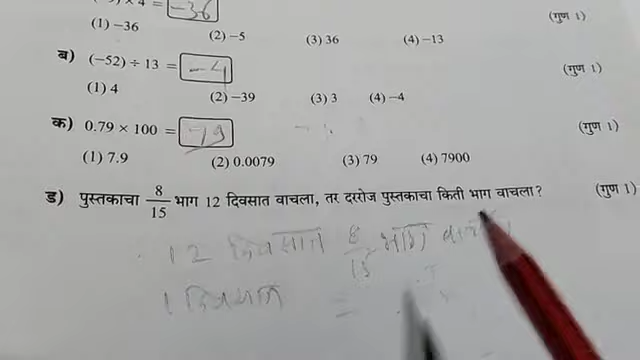 × 4 = -36
(गुण 1)
(1) −36 (2) −5 (3) 36 (4) −13
ब) (−52) ÷ 13 = -4 (गुण 1)
(1) 4 (2) −39 (3) 3 (4) −4
क) 0.79 × 100 = 79 (गुण 1)
(1) 7.9 (2) 0.0079 (3) 79 (4) 7900
ड) पुस्तकाचा 8/15 भाग 12 दिवसात वाचला, तर दररोज पुस्तकाचा किती भाग वाचला? (गुण 1)
12 दिवसात 8/15 भाग
1 दिवसात =